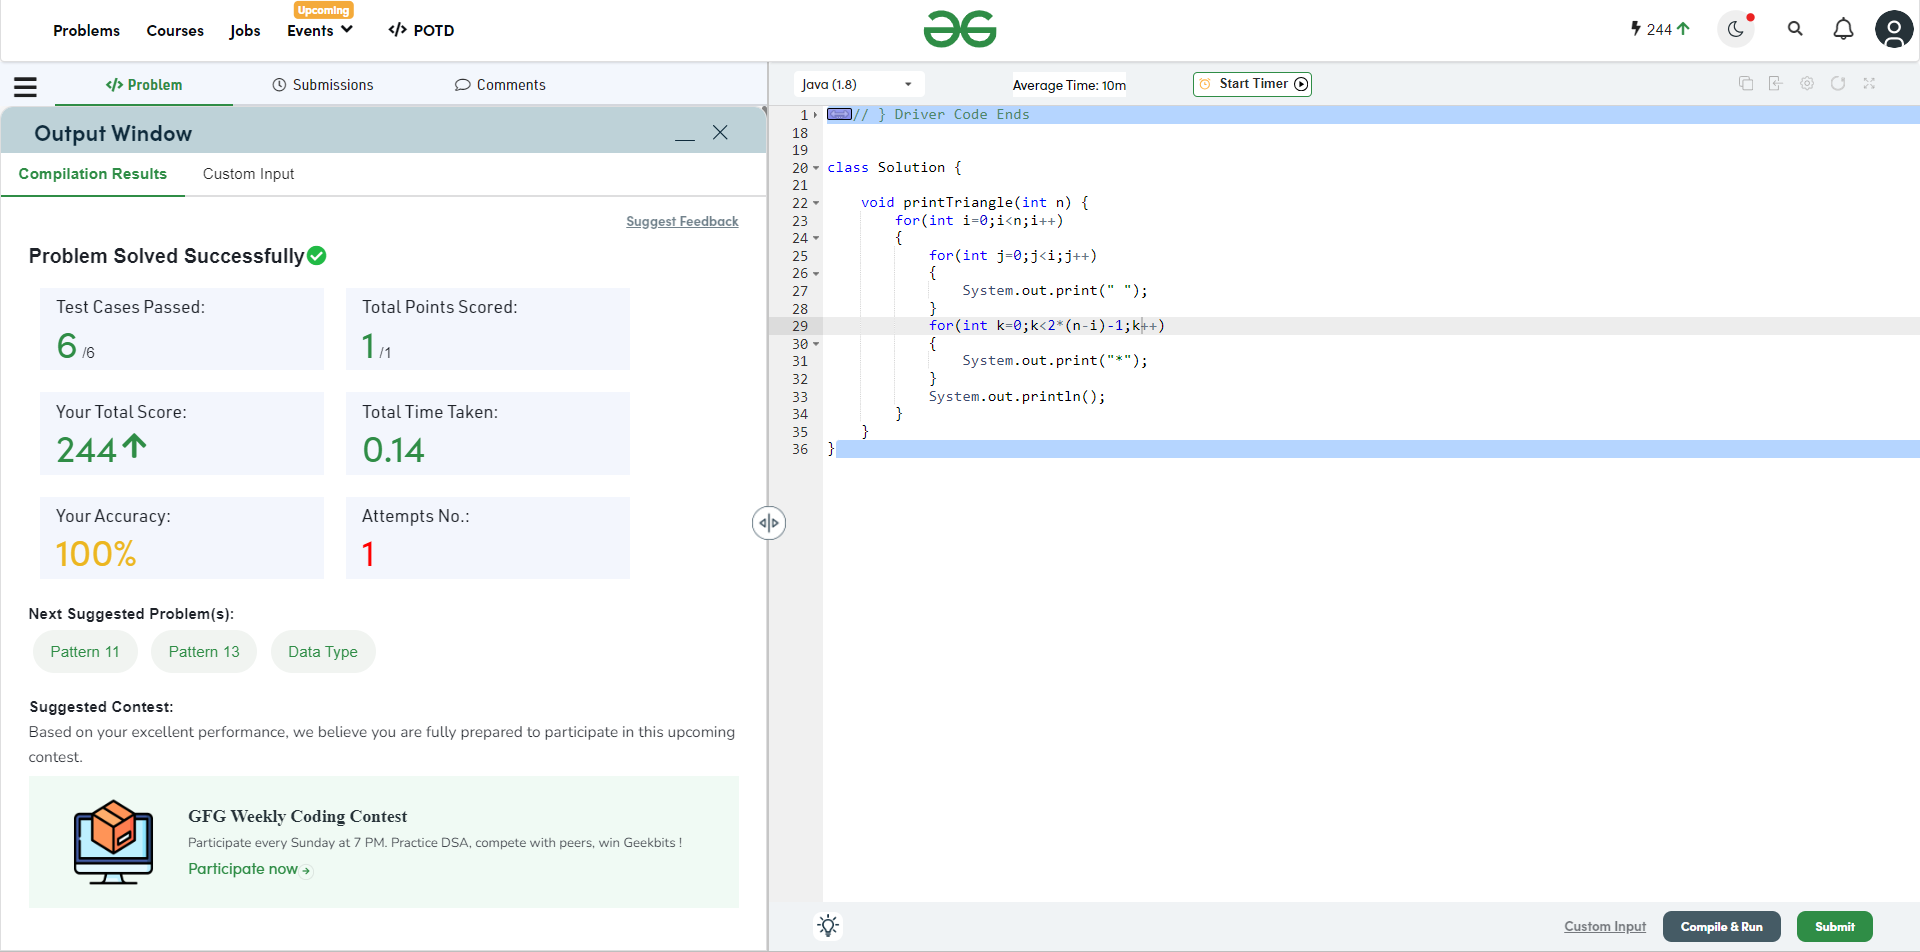 Upcoming
Problems Courses Jobs Events </> POTD
244
</> Problem Submissions Comments
Output Window
Compilation Results Custom Input
Suggest Feedback
Problem Solved Successfully
Test Cases Passed: Total Points Scored:
6 /6 1 /1
Your Total Score: Total Time Taken:
244 0.14
Your Accuracy: Attempts No.:
100% 1
Next Suggested Problem(s):
Pattern 11 Pattern 13 Data Type
Suggested Contest:
Based on your excellent performance, we believe you are fully prepared to participate in this upcoming
contest.
GFG Weekly Coding Contest
Participate every Sunday at 7 PM. Practice DSA, compete with peers, win Geekbits !
Participate now
Java (1.8) Average Time: 10m Start Timer
1 // } Driver Code Ends
18
19
20 class Solution {
21
22 void printTriangle(int n) {
23 for(int i=0;i<n;i++)
24 {
25 for(int j=0;j<i;j++)
26 {
27 System.out.print(" ");
28 }
29 for(int k=0;k<2*(n-i)-1;k++)
30 {
31 System.out.print("*");
32 }
33 System.out.println();
34 }
35 }
36 }
Custom Input Compile & Run Submit